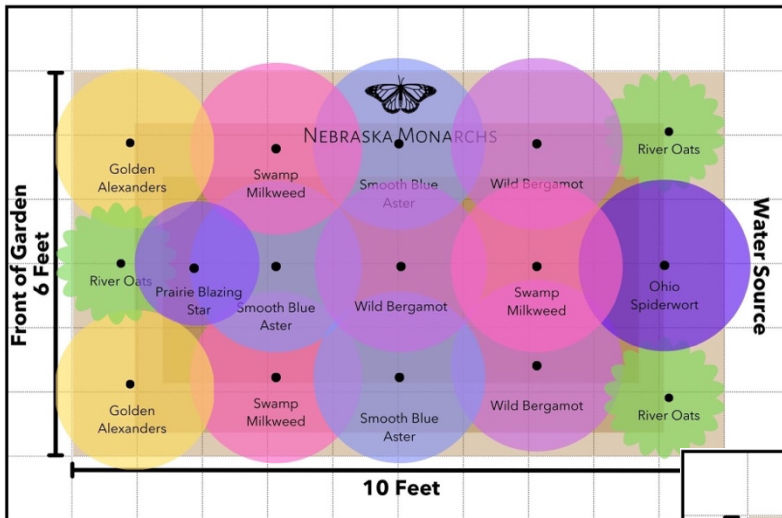 NEBRASKA MONARCHS
Golden
Alexanders
Swamp
Milkweed
Smooth Blue
Aster
Wild Bergamot
River Oats
Front of Garden
6 Feet
River Oats
Prairie Blazing
Star
Smooth Blue
Aster
Wild Bergamot
Swamp
Milkweed
Ohio
Spiderwort
Water Source
Golden
Alexanders
Swamp
Milkweed
Smooth Blue
Aster
Wild Bergamot
River Oats
10 Feet